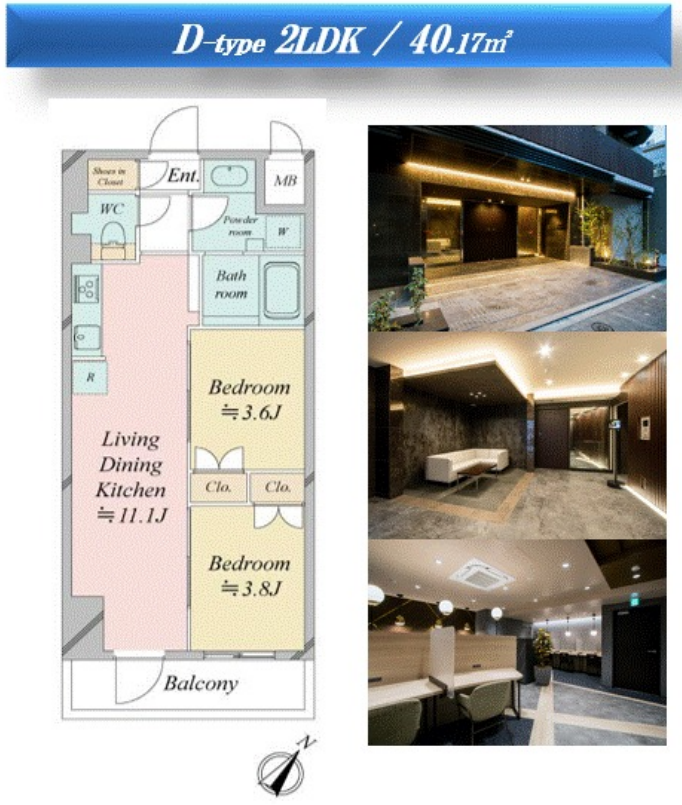 D-type 2LDK / 40.17㎡
Shoes in
Closet
Ent.
MB
WC
Powder
room
W
Bath
room
R
Bedroom
≒3.6J
Living
Dining
Kitchen
≒11.1J
Clo.
Clo.
Bedroom
≒3.8J
Balcony
N